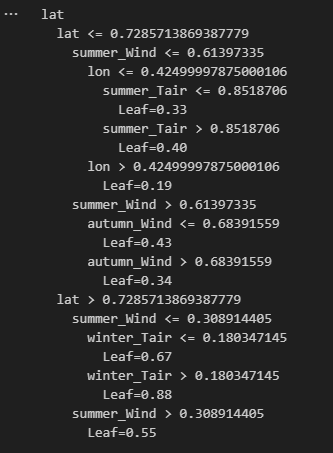 ... lat
lat <= 0.7285713869387779
summer_Wind <= 0.61397335
lon <= 0.42499997875000106
summer_Tair <= 0.8518706
Leaf=0.33
summer_Tair > 0.8518706
Leaf=0.40
lon > 0.42499997875000106
Leaf=0.19
summer_Wind > 0.61397335
autumn_Wind <= 0.68391559
Leaf=0.43
autumn_Wind > 0.68391559
Leaf=0.34
lat > 0.7285713869387779
summer_Wind <= 0.308914405
winter_Tair <= 0.180347145
Leaf=0.67
winter_Tair > 0.180347145
Leaf=0.88
summer_Wind > 0.308914405
Leaf=0.55